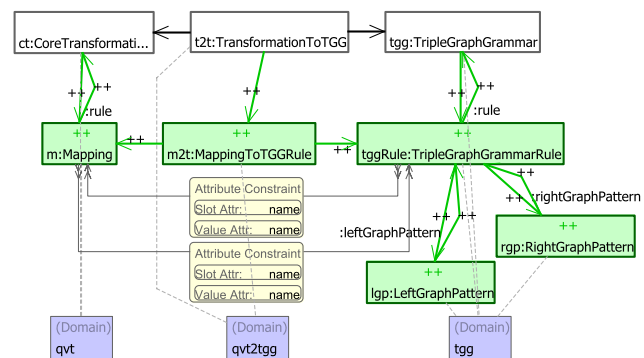 ct:CoreTransformati...
t2t:TransformationToTGG
tgg:TripleGraphGrammar
++
++
:rule
++
++
++
:rule
++
m:Mapping
++
++
m2t:MappingToTGGRule
++
++
tggRule:TripleGraphGrammarRule
Attribute Constraint
Slot Attr: name
Value Attr: name
++
:rightGraphPattern
++
++
++
:leftGraphPattern
++
rgp:RightGraphPattern
Attribute Constraint
Slot Attr: name
Value Attr: name
++
lgp:LeftGraphPattern
(Domain)
qvt
(Domain)
qvt2tgg
(Domain)
tgg